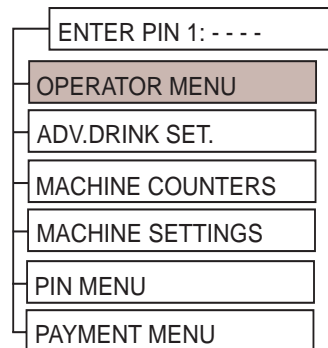 ENTER PIN 1: - - - -
OPERATOR MENU
ADV.DRINK SET.
MACHINE COUNTERS
MACHINE SETTINGS
PIN MENU
PAYMENT MENU